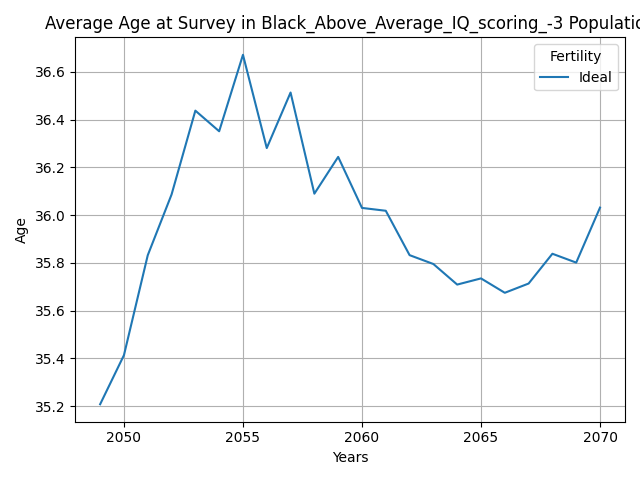 Average Age at Survey in Black_Above_Average_IQ_scoring_-3 Populatio
Fertility
Ideal
36.6
36.4
36.2
36.0
35.8
35.6
35.4
35.2
Age
2050 2055 2060 2065 2070
Years